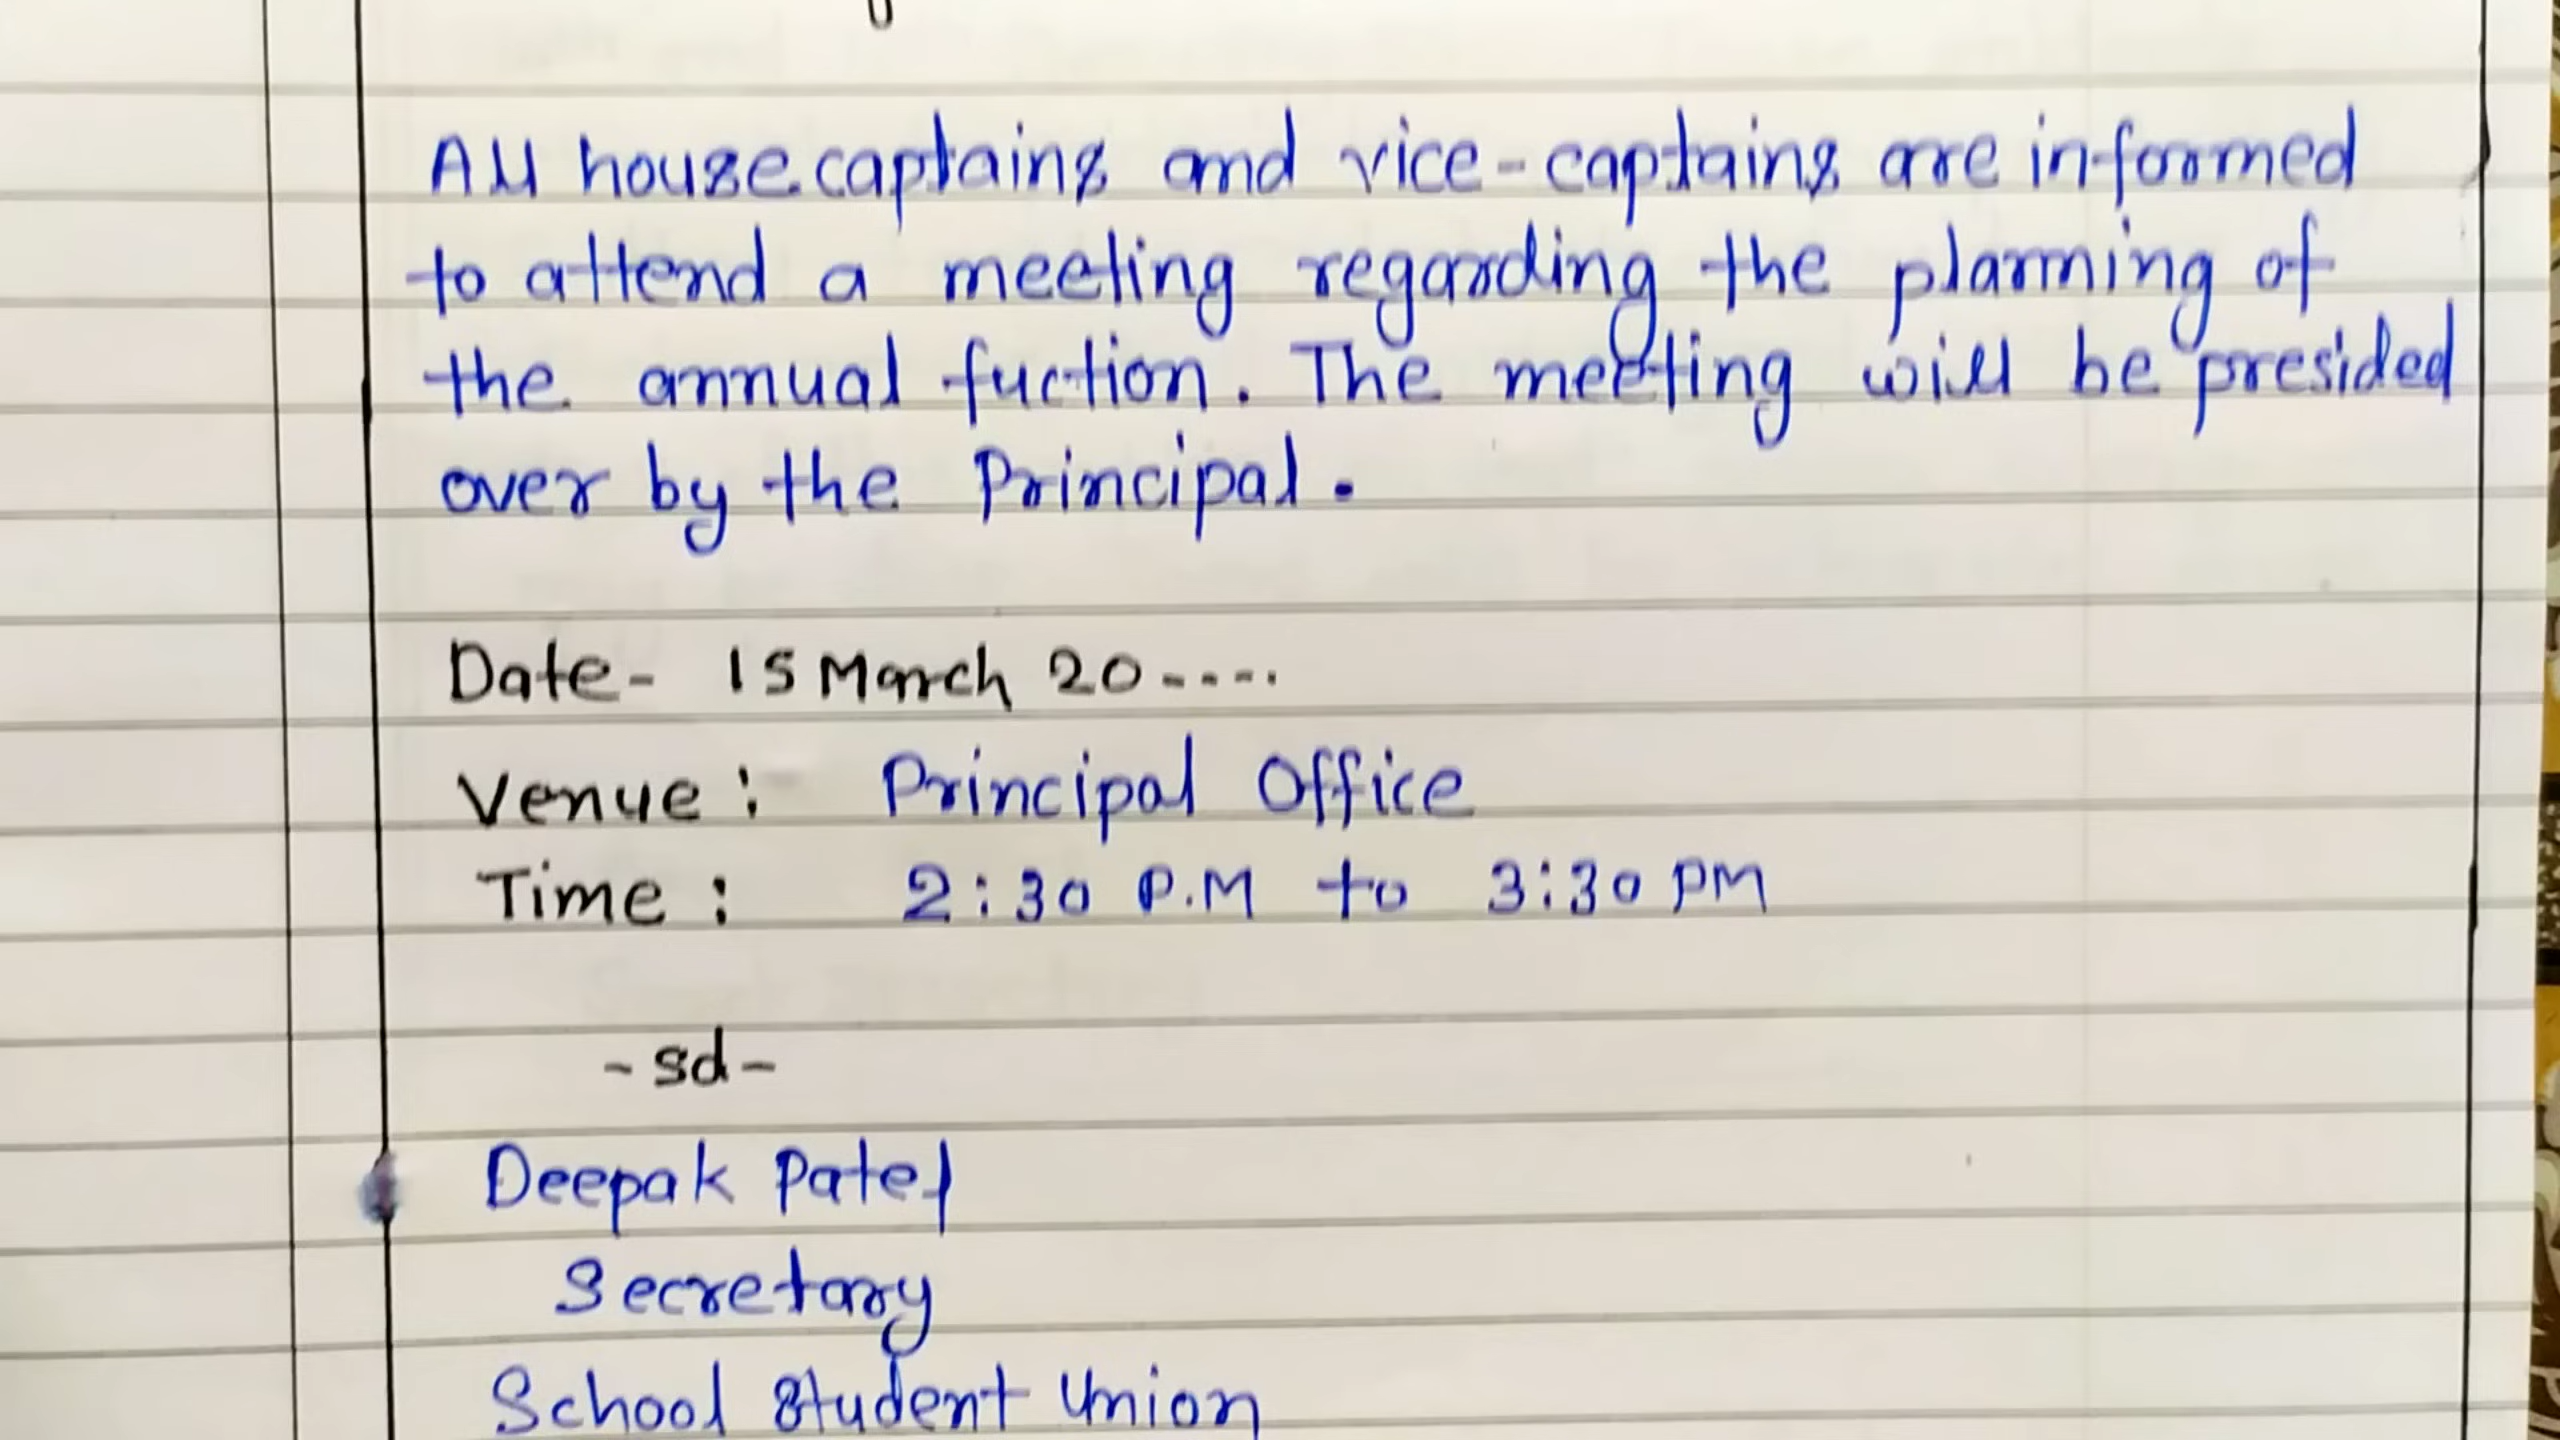 All house captains and vice-captains are informed
to attend a meeting regarding the planning of
the annual fuction. The meeting will be presided
over by the Principal.
Date- 15 March 20----
Venue: Principal Office
Time: 2:30 P.M to 3:30 PM
-sd-
Deepak Patel
Secretary
School Student Union